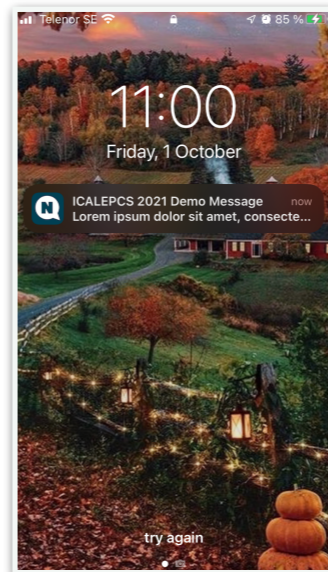 Telenor SE 85 %
11:00
Friday, 1 October
N
ICALEPCS 2021 Demo Message now
Lorem ipsum dolor sit amet, consecte...
try again